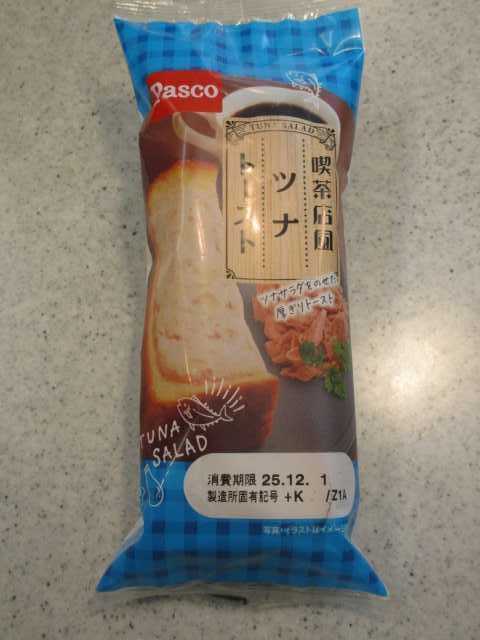 Pasco
TUNA SALAD
喫茶店風
ツナ
トースト
ツナサラダをのせた
厚ぎりトースト
TUNA
SALAD
消費期限 25.12. 1
製造所固有記号 +K /Z1A
写真・イラストはイメージ